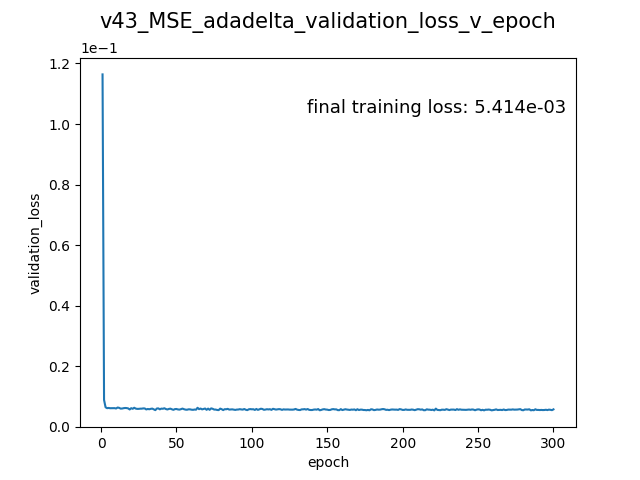 v43_MSE_adadelta_validation_loss_v_epoch
1e−1
1.2
1.0
0.8
0.6
0.4
0.2
0.0
validation_loss
final training loss: 5.414e-03
0
50
100
150
200
250
300
epoch